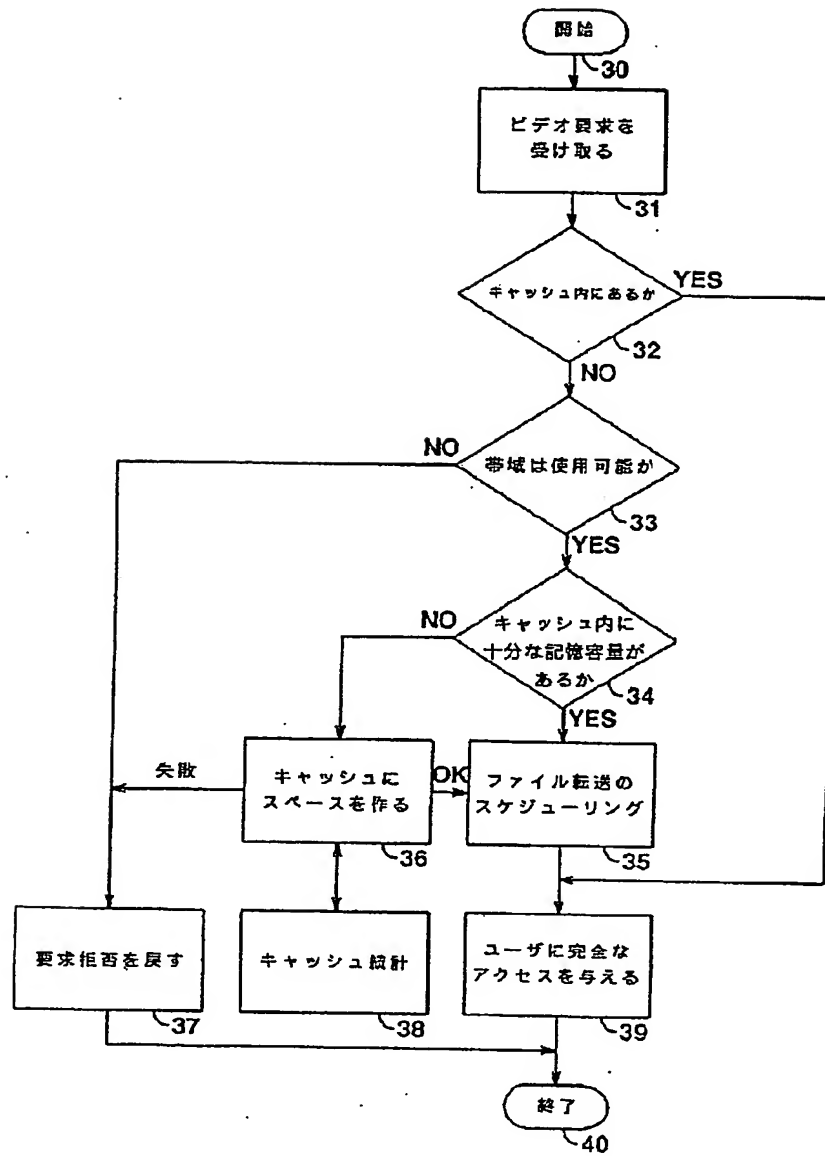 開始
30
ビデオ要求を
受け取る
31
キャッシュ内にあるか
YES
32
NO
NO
帯域は使用可能か
33
YES
NO
キャッシュ内に
十分な記憶容量が
あるか
34
YES
失敗
キャッシュに
スペースを作る
OK
ファイル転送の
スケジューリング
36
35
要求拒否を戻す
キャッシュ統計
ユーザに完全な
アクセスを与える
37
38
39
終了
40